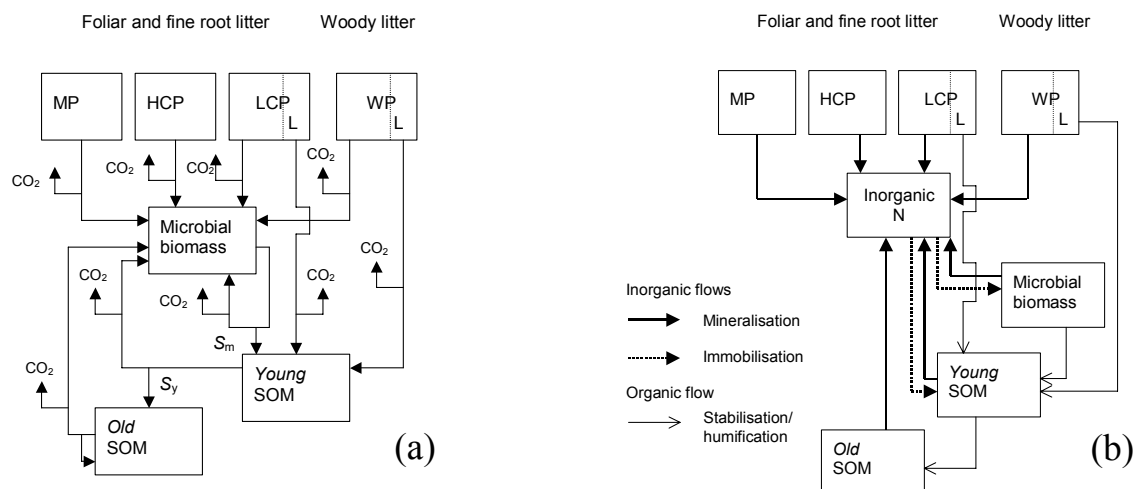 Foliar and fine root litter
Woody litter
MP
HCP
LCP
L
WP
L
CO₂
CO₂
CO₂
CO₂
Microbial
biomass
CO₂
CO₂
CO₂
CO₂
Sm
Young
SOM
CO₂
Sy
Old
SOM
(a)
Foliar and fine root litter
Woody litter
MP
HCP
LCP
L
WP
L
Inorganic
N
Microbial
biomass
Inorganic flows
Mineralisation
Immobilisation
Organic flow
Stabilisation/
humification
Young
SOM
Old
SOM
(b)